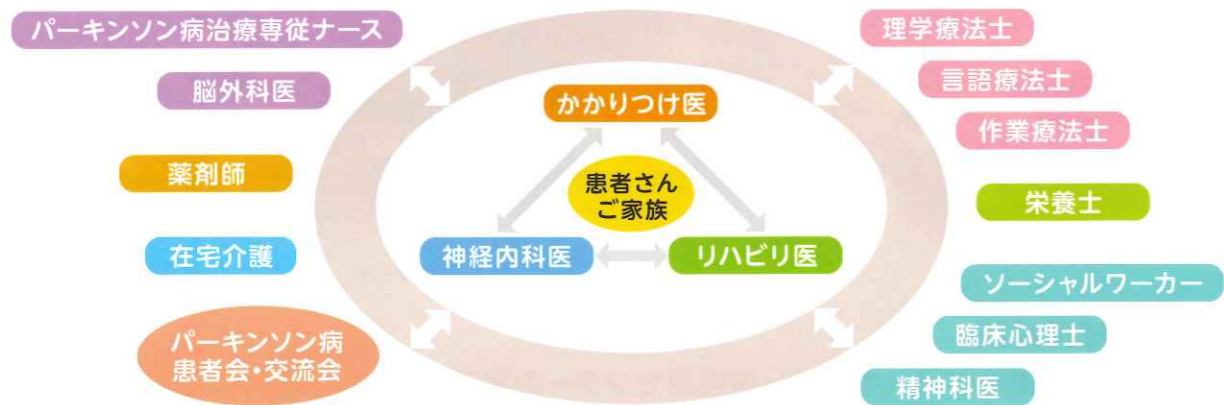 パーキンソン病治療専従ナース
脳外科医
薬剤師
在宅介護
パーキンソン病
患者会・交流会
かかりつけ医
患者さん
ご家族
神経内科医
リハビリ医
理学療法士
言語療法士
作業療法士
栄養士
ソーシャルワーカー
臨床心理士
精神科医